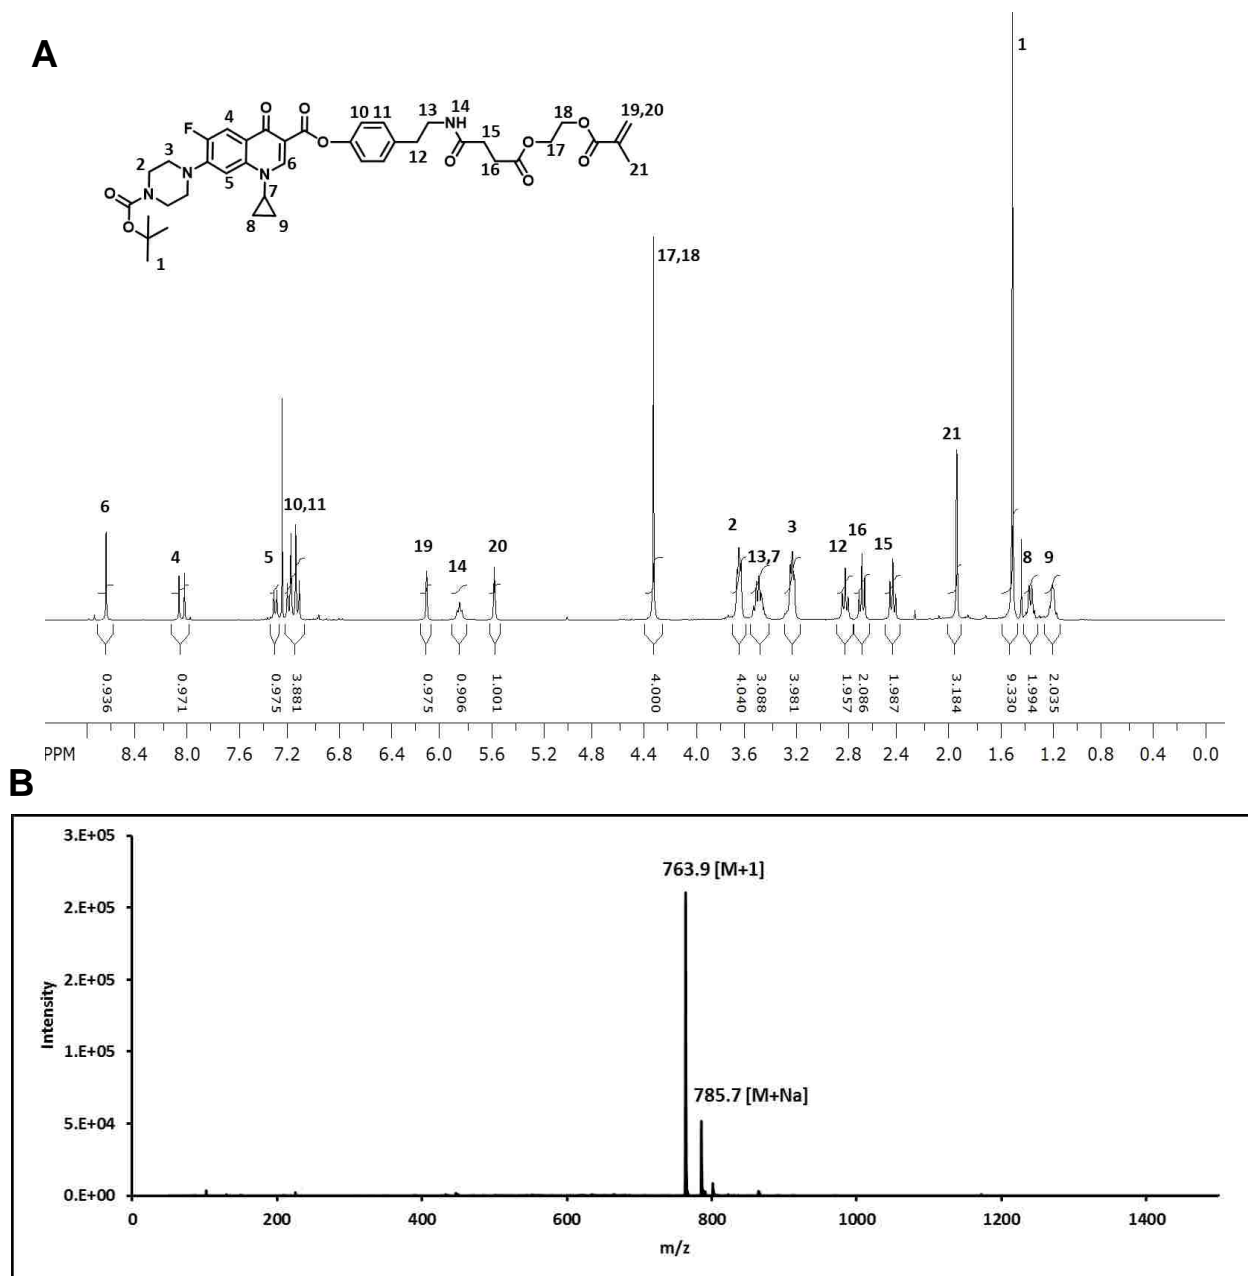 A
1
10 11 13 14 18 19,20
4 O O N H O
F O 15 O 17
3 6 12 O 16 O O 21
2 N N 5 N
O N 7
O 8 9
1
17,18
21
6 10,11 2 3 16
4 5 19 14 20 13,7 12 15 8 9
0.936 0.971 0.975 3.881 0.975 0.906 1.001 4.000 4.040 3.088 3.981 1.957 2.086 1.987 3.184 9.330 1.994 2.035
PPM 8.4 8.0 7.6 7.2 6.8 6.4 6.0 5.6 5.2 4.8 4.4 4.0 3.6 3.2 2.8 2.4 2.0 1.6 1.2 0.8 0.4 0.0
B
3.E+05
763.9 [M+1]
2.E+05
2.E+05
Intensity
1.E+05
785.7 [M+Na]
5.E+04
0.E+00
0 200 400 600 800 1000 1200 1400
m/z